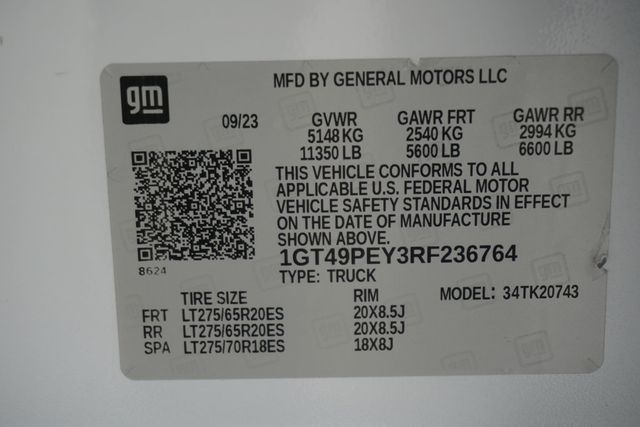 gm
MFD BY GENERAL MOTORS LLC
09/23 GVWR GAWR FRT GAWR RR
5148 KG 2540 KG 2994 KG
11350 LB 5600 LB 6600 LB
THIS VEHICLE CONFORMS TO ALL
APPLICABLE U.S. FEDERAL MOTOR
VEHICLE SAFETY STANDARDS IN EFFECT
ON THE DATE OF MANUFACTURE
SHOWN ABOVE.
8624
1GT49PEY3RF236764
TYPE: TRUCK
TIRE SIZE RIM MODEL: 34TK20743
FRT LT275/65R20ES 20X8.5J
RR LT275/65R20ES 20X8.5J
SPA LT275/70R18ES 18X8J